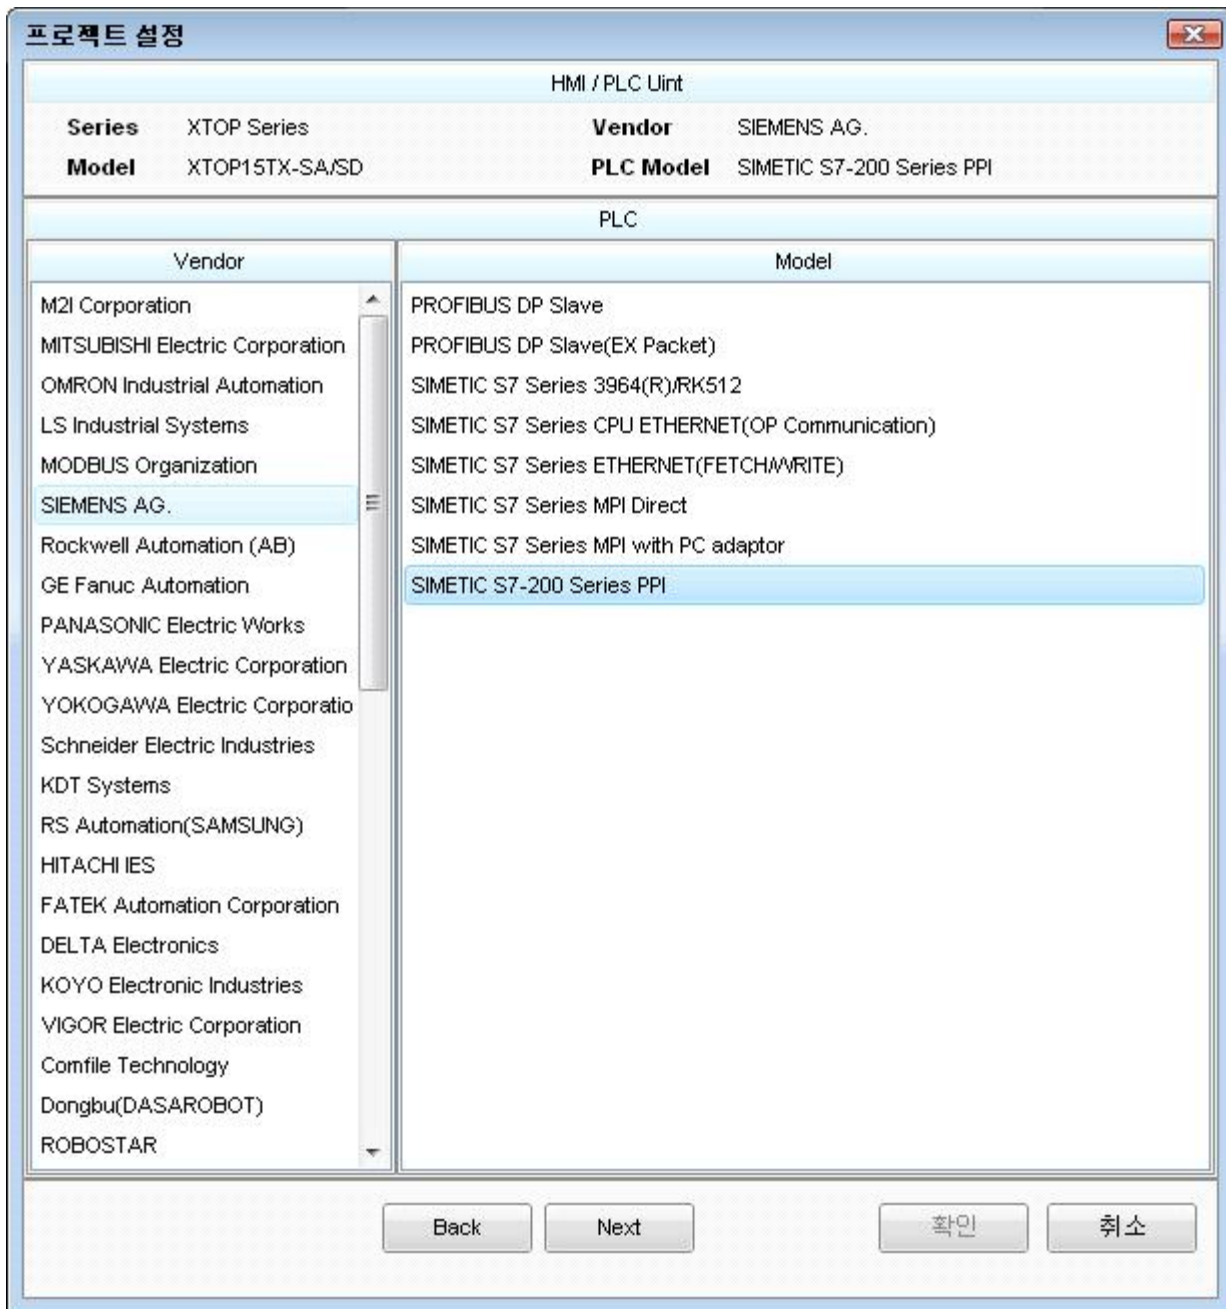 프로젝트 설정
HMI / PLC Uint
Series XTOP Series Vendor SIEMENS AG.
Model XTOP15TX-SA/SD PLC Model SIMETIC S7-200 Series PPI
PLC
Vendor
M2I Corporation
MITSUBISHI Electric Corporation
OMRON Industrial Automation
LS Industrial Systems
MODBUS Organization
SIEMENS AG.
Rockwell Automation (AB)
GE Fanuc Automation
PANASONIC Electric Works
YASKAWA Electric Corporation
YOKOGAWA Electric Corporatio
Schneider Electric Industries
KDT Systems
RS Automation(SAMSUNG)
HITACHI IES
FATEK Automation Corporation
DELTA Electronics
KOYO Electronic Industries
VIGOR Electric Corporation
Comfile Technology
Dongbu(DASAROBOT)
ROBOSTAR
Model
PROFIBUS DP Slave
PROFIBUS DP Slave(EX Packet)
SIMETIC S7 Series 3964(R)/RK512
SIMETIC S7 Series CPU ETHERNET(OP Communication)
SIMETIC S7 Series ETHERNET(FETCH/WRITE)
SIMETIC S7 Series MPI Direct
SIMETIC S7 Series MPI with PC adaptor
SIMETIC S7-200 Series PPI
Back Next 확인 취소